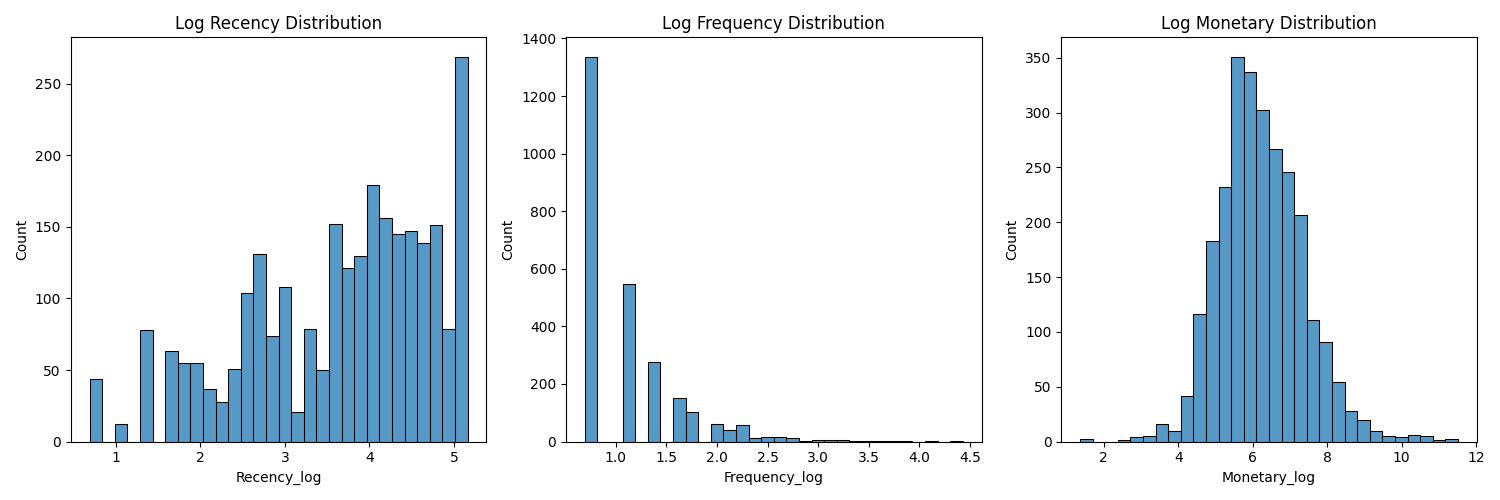 Log Recency Distribution
Count
250
200
150
100
50
0
1 2 3 4 5
Recency_log
Log Frequency Distribution
Count
1400
1200
1000
800
600
400
200
0
1.0 1.5 2.0 2.5 3.0 3.5 4.0 4.5
Frequency_log
Log Monetary Distribution
Count
350
300
250
200
150
100
50
0
2 4 6 8 10 12
Monetary_log